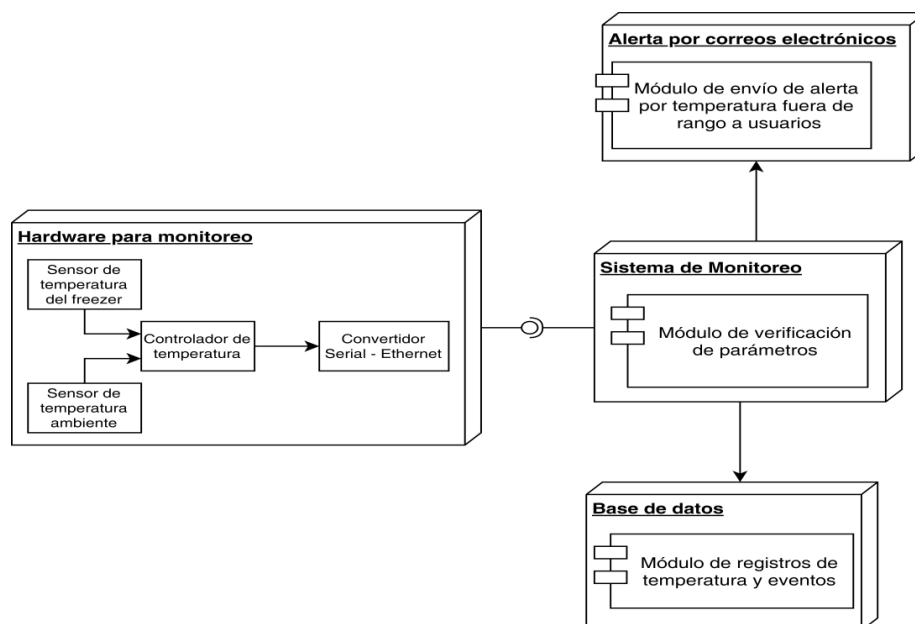 Alerta por correos electrónicos
Módulo de envío de alerta
por temperatura fuera de
rango a usuarios
Hardware para monitoreo
Sensor de
temperatura
del freezer
Controlador de
temperatura
Convertidor
Serial - Ethernet
Sensor de
temperatura
ambiente
Sistema de Monitoreo
Módulo de verificación
de parámetros
Base de datos
Módulo de registros de
temperatura y eventos